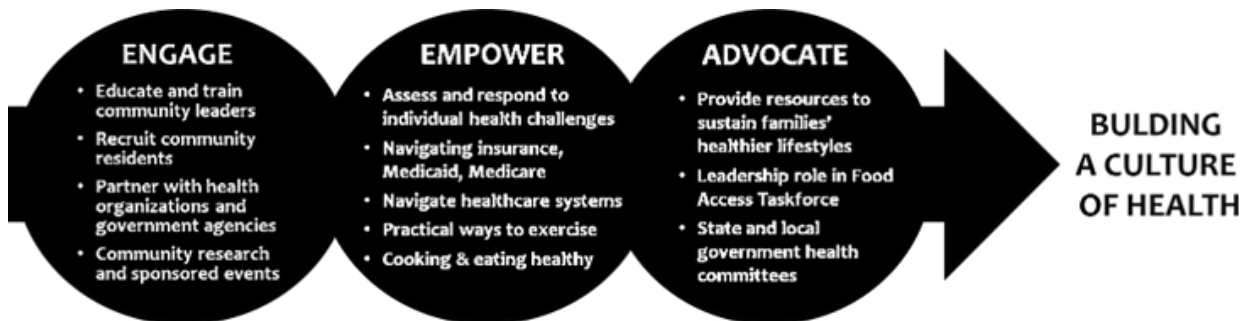 ENGAGE
• Educate and train
community leaders
• Recruit community
residents
• Partner with health
organizations and
government agencies
• Community research
and sponsored events
EMPOWER
• Assess and respond to
individual health challenges
• Navigating insurance,
Medicaid, Medicare
• Navigate healthcare systems
• Practical ways to exercise
• Cooking & eating healthy
ADVOCATE
• Provide resources to
sustain families'
healthier lifestyles
• Leadership role in Food
Access Taskforce
• State and local
government health
committees
BULDING
A CULTURE
OF HEALTH